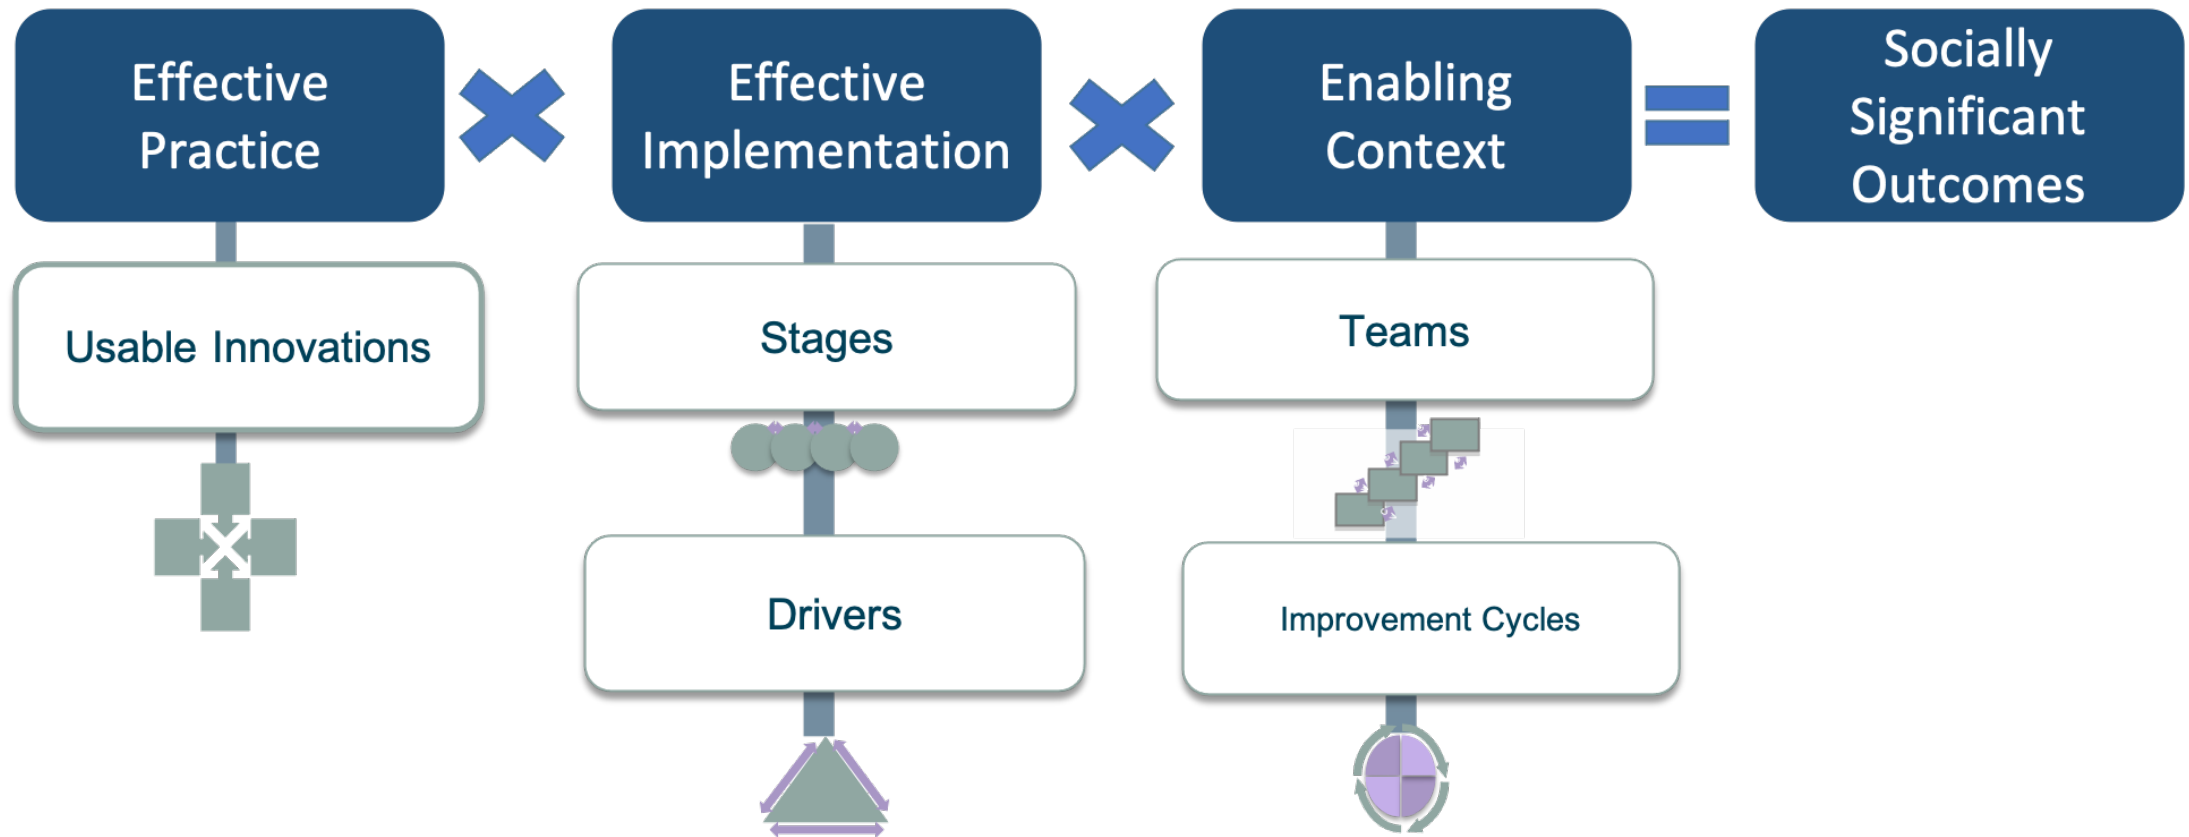 Effective
Practice
Effective
Implementation
Enabling
Context
Socially
Significant
Outcomes
Usable Innovations
Stages
Teams
Drivers
Improvement Cycles